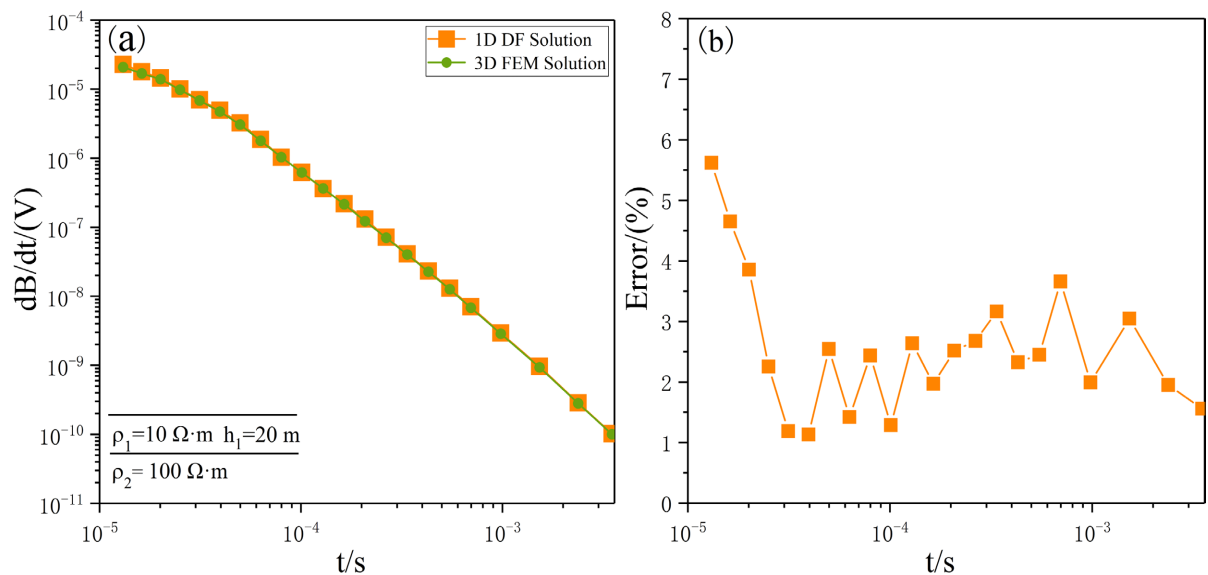 (a)
1D DF Solution
3D FEM Solution
10⁻⁴
10⁻⁵
10⁻⁶
10⁻⁷
10⁻⁸
10⁻⁹
10⁻¹⁰
10⁻¹¹
dB/dt/(V)
ρ₁=10 Ω·m h₁=20 m
ρ₂= 100 Ω·m
10⁻⁵ 10⁻⁴ 10⁻³
t/s
(b)
8
7
6
5
4
3
2
1
0
Error/(%)
10⁻⁵ 10⁻⁴ 10⁻³
t/s